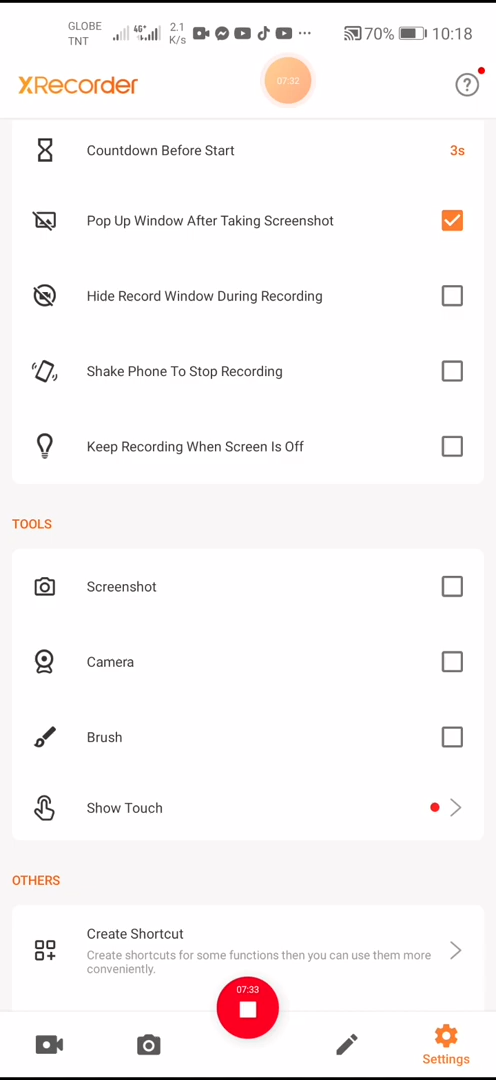 GLOBE
TNT
4G+
2.1
K/s
70%
10:18
XRecorder
07:32
Countdown Before Start
3s
Pop Up Window After Taking Screenshot
Hide Record Window During Recording
Shake Phone To Stop Recording
Keep Recording When Screen Is Off
TOOLS
Screenshot
Camera
Brush
Show Touch
OTHERS
Create Shortcut
Create shortcuts for some functions then you can use them more
conveniently.
07:33
Settings